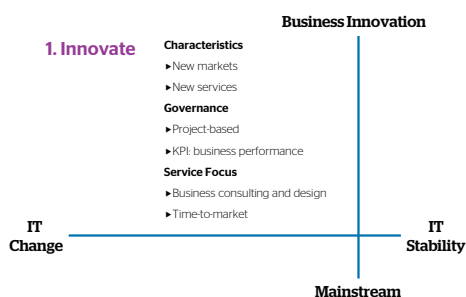 Business Innovation
1. Innovate
Characteristics
▸New markets
▸New services
Governance
▸Project-based
▸KPI: business performance
Service Focus
▸Business consulting and design
▸Time-to-market
IT
Change
IT
Stability
Mainstream